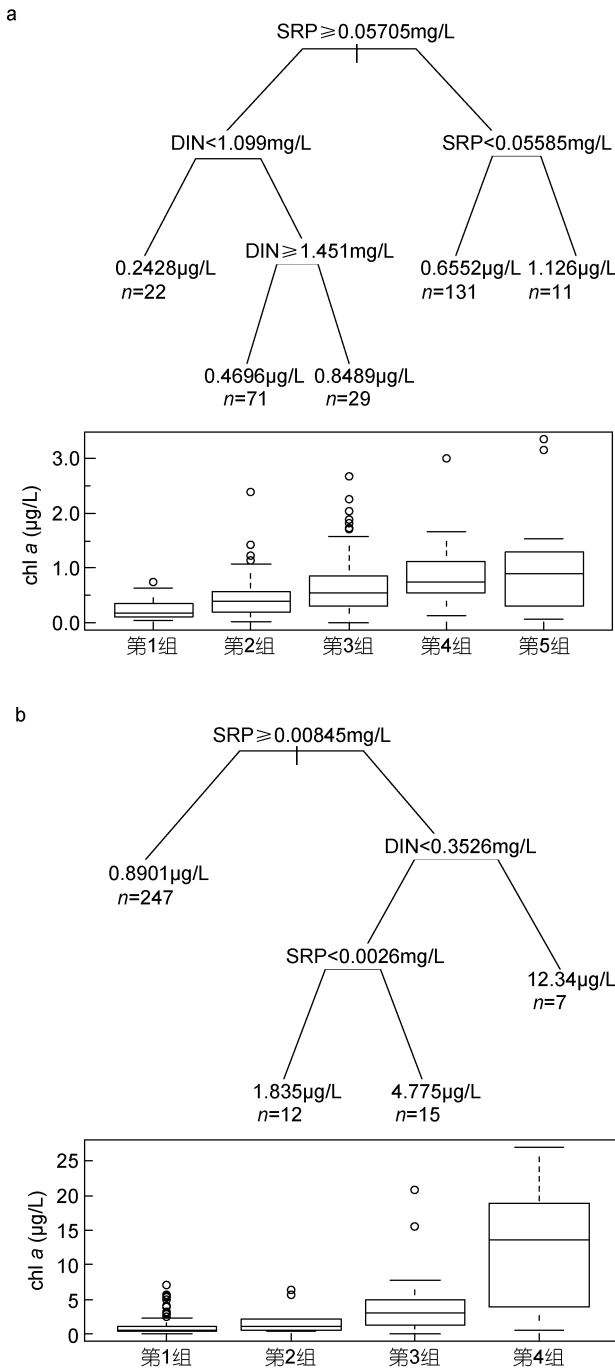 a
SRP≥0.05705mg/L
DIN<1.099mg/L
SRP<0.05585mg/L
0.2428µg/L
n=22
DIN≥1.451mg/L
0.6552µg/L
n=131
1.126µg/L
n=11
0.4696µg/L
n=71
0.8489µg/L
n=29
chl a (µg/L)
3.0
2.0
1.0
0.0
第1组 第2组 第3组 第4组 第5组
b
SRP≥0.00845mg/L
0.8901µg/L
n=247
DIN<0.3526mg/L
SRP<0.0026mg/L
12.34µg/L
n=7
1.835µg/L
n=12
4.775µg/L
n=15
chl a (µg/L)
25
20
15
10
5
0
第1组 第2组 第3组 第4组